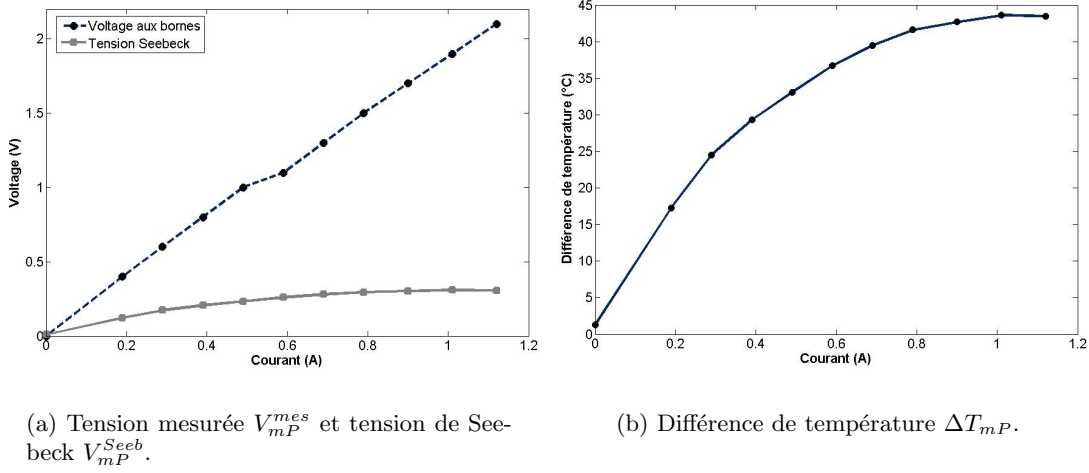 Voltage aux bornes
Tension Seebeck
2
1.5
1
0.5
0
Voltage (V)
0 0.2 0.4 0.6 0.8 1 1.2
Courant (A)
45
40
35
30
25
20
15
10
5
0
Différence de température (°C)
0 0.2 0.4 0.6 0.8 1 1.2
Courant (A)
(a) Tension mesurée $V_{mP}^{mes}$ et tension de See-
beck $V_{mP}^{Seeb}$.
(b) Différence de température $\Delta T_{mP}$.